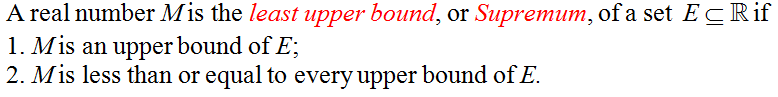 A real number M is the least upper bound, or Supremum, of a set E ⊆ ℝ if
1. M is an upper bound of E;
2. M is less than or equal to every upper bound of E.